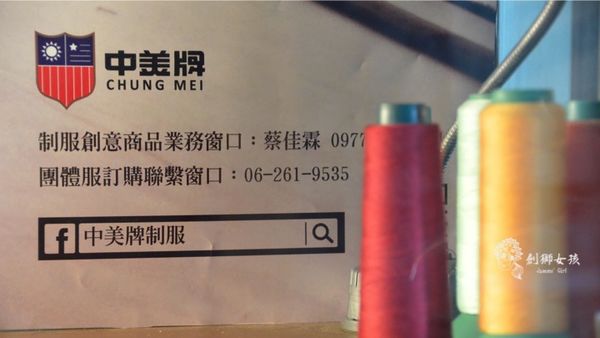 中美牌
CHUNG MEI
制服創意商品業務窗口：蔡佳霖 0977
團體服訂購聯繫窗口：06-261-9535
f 中美牌制服
劍獅女孩